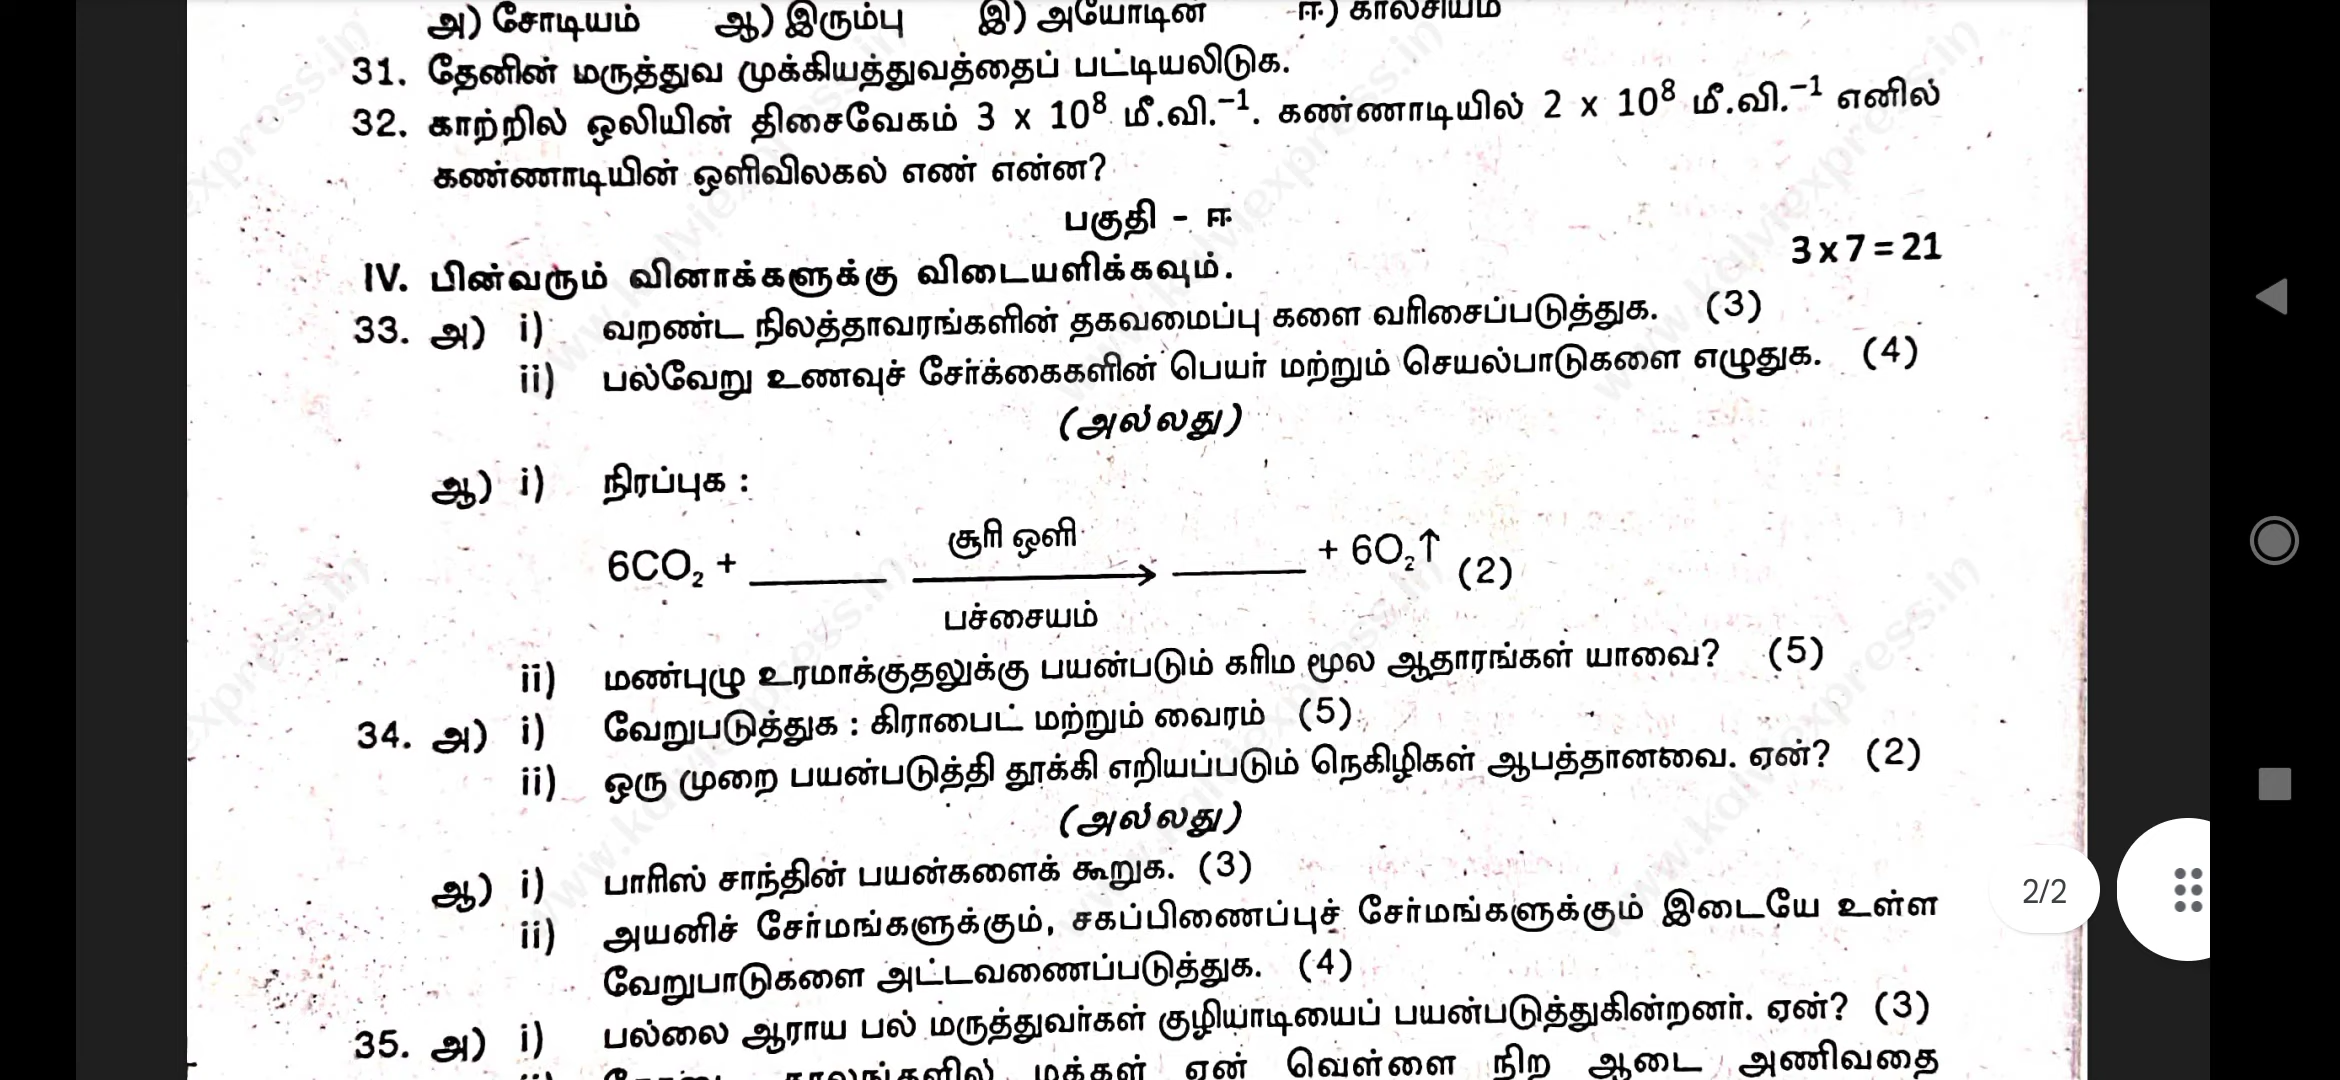 அ) சோடியம் ஆ) இரும்பு இ) அயோடின் ஈ) கால்சியம்
31. தேனின் மருத்துவ முக்கியத்துவத்தைப் பட்டியலிடுக.
32. காற்றில் ஒலியின் திசைவேகம் 3 x 10⁸ மீ.வி.⁻¹. கண்ணாடியில் 2 x 10⁸ மீ.வி.⁻¹ எனில்
கண்ணாடியின் ஒளிவிலகல் எண் என்ன?
பகுதி - ஈ
IV. பின்வரும் வினாக்களுக்கு விடையளிக்கவும். 3 x 7 = 21
33. அ) i) வறண்ட நிலத்தாவரங்களின் தகவமைப்பு களை வரிசைப்படுத்துக. (3)
ii) பல்வேறு உணவுச் சேர்க்கைகளின் பெயர் மற்றும் செயல்பாடுகளை எழுதுக. (4)
(அல்லது)
ஆ) i) நிரப்புக :
சூரி ஒளி
6CO₂ + ______ ⟶ ______ + 6O₂↑ (2)
பச்சையம்
ii) மண்புழு உரமாக்குதலுக்கு பயன்படும் கரிம மூல ஆதாரங்கள் யாவை? (5)
34. அ) i) வேறுபடுத்துக : கிராபைட் மற்றும் வைரம் (5)
ii) ஒரு முறை பயன்படுத்தி தூக்கி எறியப்படும் நெகிழிகள் ஆபத்தானவை. ஏன்? (2)
(அல்லது)
ஆ) i) பாரிஸ் சாந்தின் பயன்களைக் கூறுக. (3)
ii) அயனிச் சேர்மங்களுக்கும், சகப்பிணைப்புச் சேர்மங்களுக்கும் இடையே உள்ள
வேறுபாடுகளை அட்டவணைப்படுத்துக. (4)
2/2
35. அ) i) பல்லை ஆராய பல் மருத்துவர்கள் குழியாடியைப் பயன்படுத்துகின்றனர். ஏன்? (3)
மக்கள் ஏன் வெள்ளை நிற ஆடை அணிவதை
www.kalviexpress.in